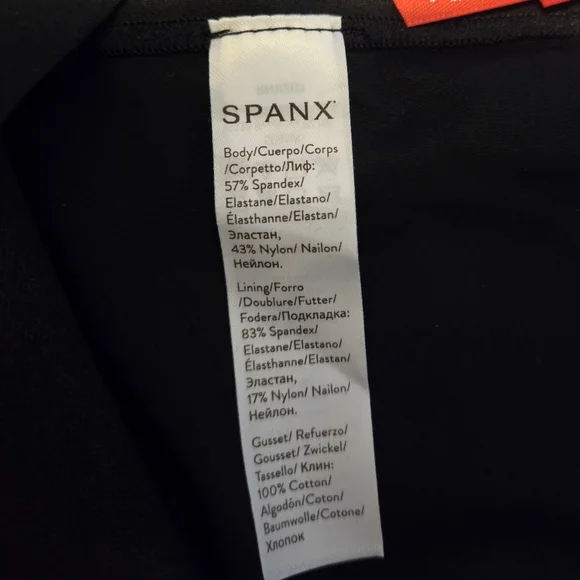 SPANX
Body/Cuerpo/Corps
/Corpetto/Лиф:
57% Spandex/
Elastane/Elastano/
Élasthanne/Elastan/
Эластан,
43% Nylon/ Nailon/
Нейлон.
Lining/Forro
/Doublure/Futter/
Fodera/Подкладка:
83% Spandex/
Elastane/Elastano/
Élasthanne/Elastan/
Эластан,
17% Nylon/ Nailon/
Нейлон.
Gusset/ Refuerzo/
Gousset/ Zwickel/
Tassello/ Клин:
100% Cotton/
Algodón/Coton/
Baumwolle/Cotone/
Хлопок